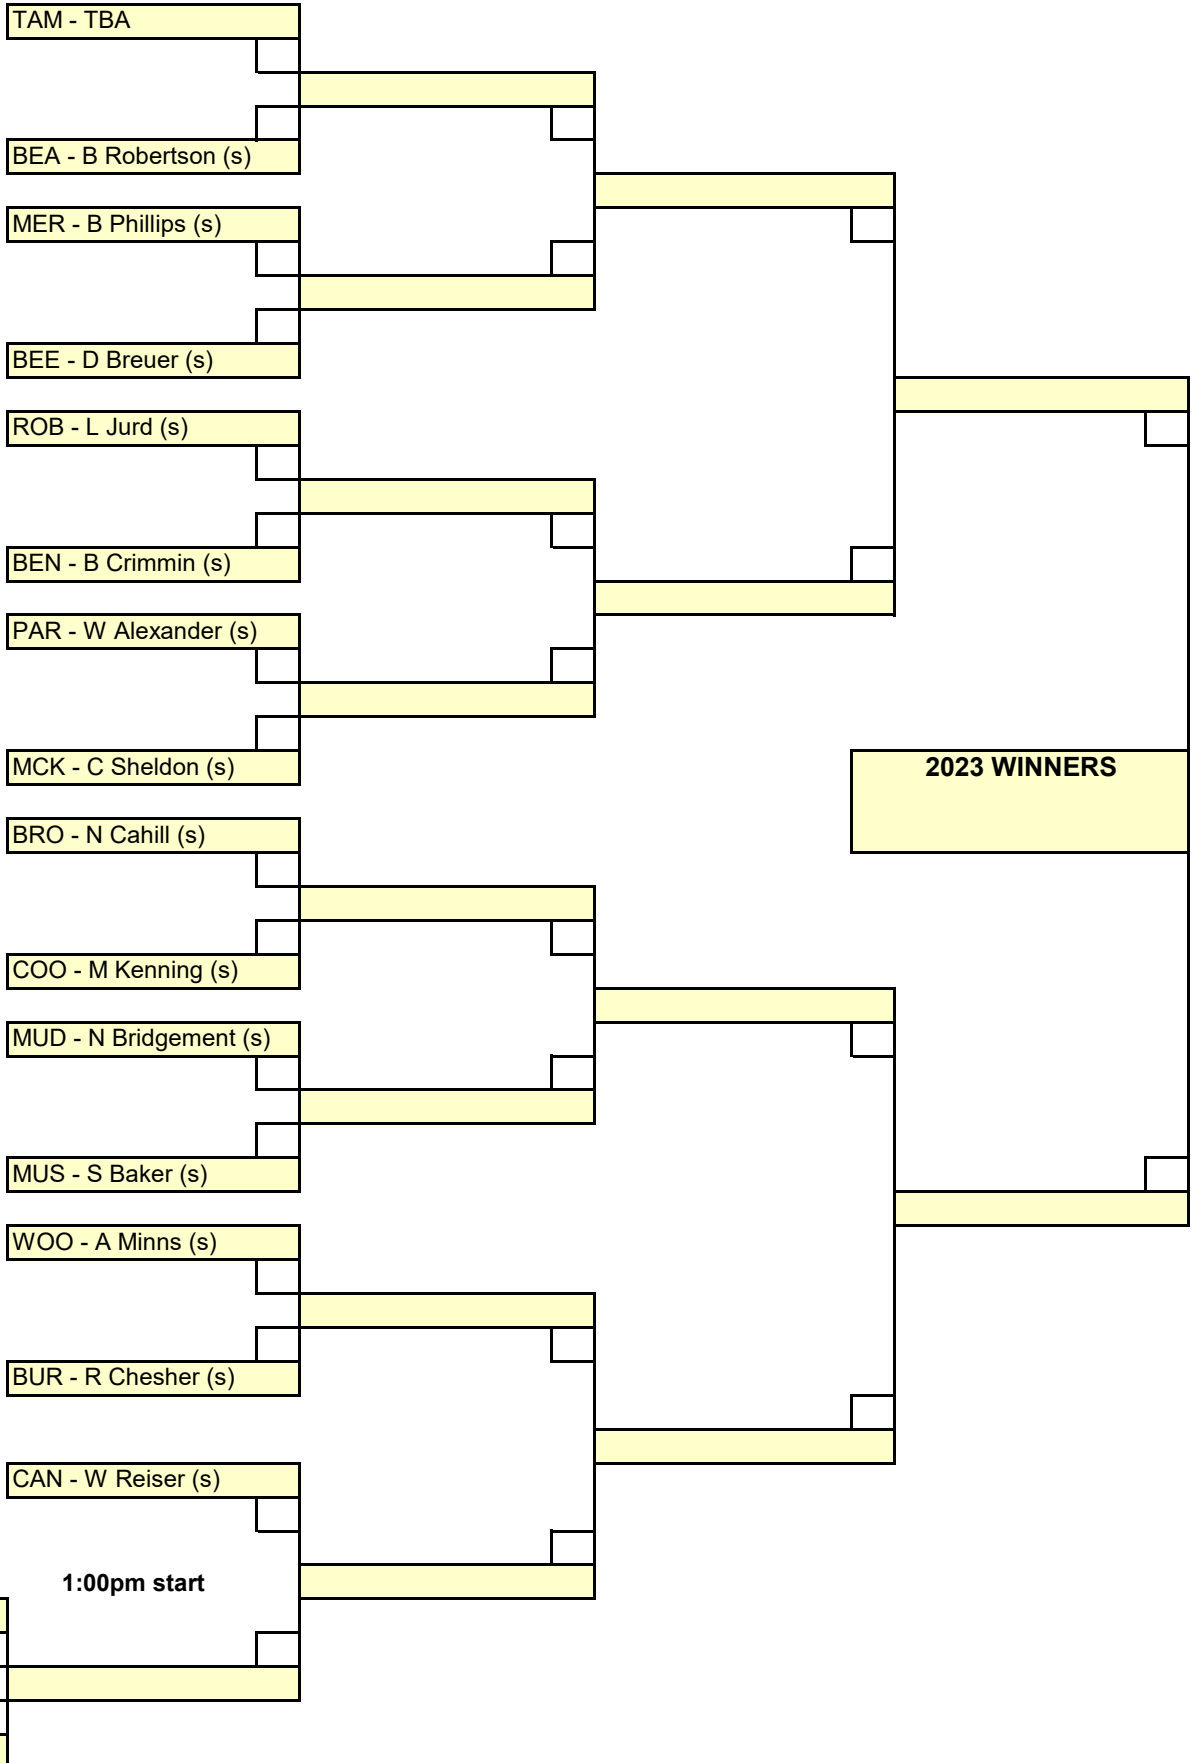 TAM - TBA
BEA - B Robertson (s)
MER - B Phillips (s)
BEE - D Breuer (s)
ROB - L Jurd (s)
BEN - B Crimmin (s)
PAR - W Alexander (s)
MCK - C Sheldon (s)
2023 WINNERS
BRO - N Cahill (s)
COO - M Kenning (s)
MUD - N Bridgement (s)
MUS - S Baker (s)
WOO - A Minns (s)
BUR - R Chesher (s)
CAN - W Reiser (s)
1:00pm start